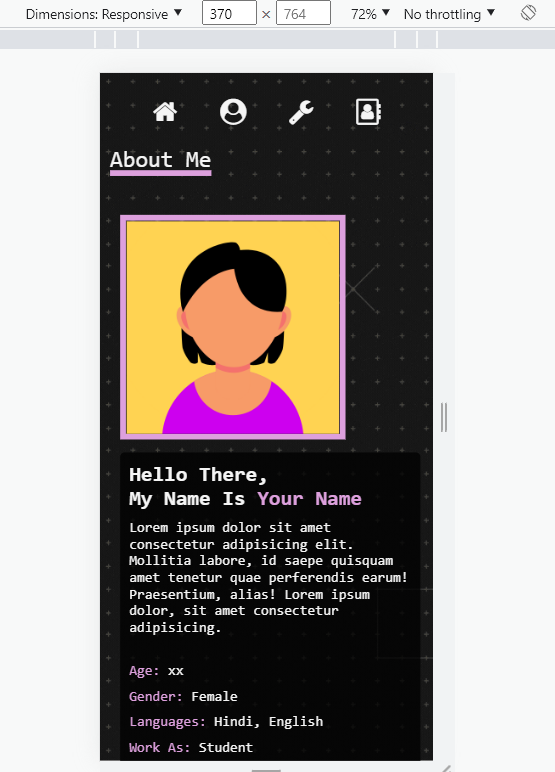 Dimensions: Responsive ▼ 370 × 764 72% ▼ No throttling ▼
About Me
Hello There,
My Name Is Your Name
Lorem ipsum dolor sit amet
consectetur adipisicing elit.
Mollitia labore, id saepe quisquam
amet tenetur quae perferendis earum!
Praesentium, alias! Lorem ipsum
dolor, sit amet consectetur
adipisicing.
Age: xx
Gender: Female
Languages: Hindi, English
Work As: Student